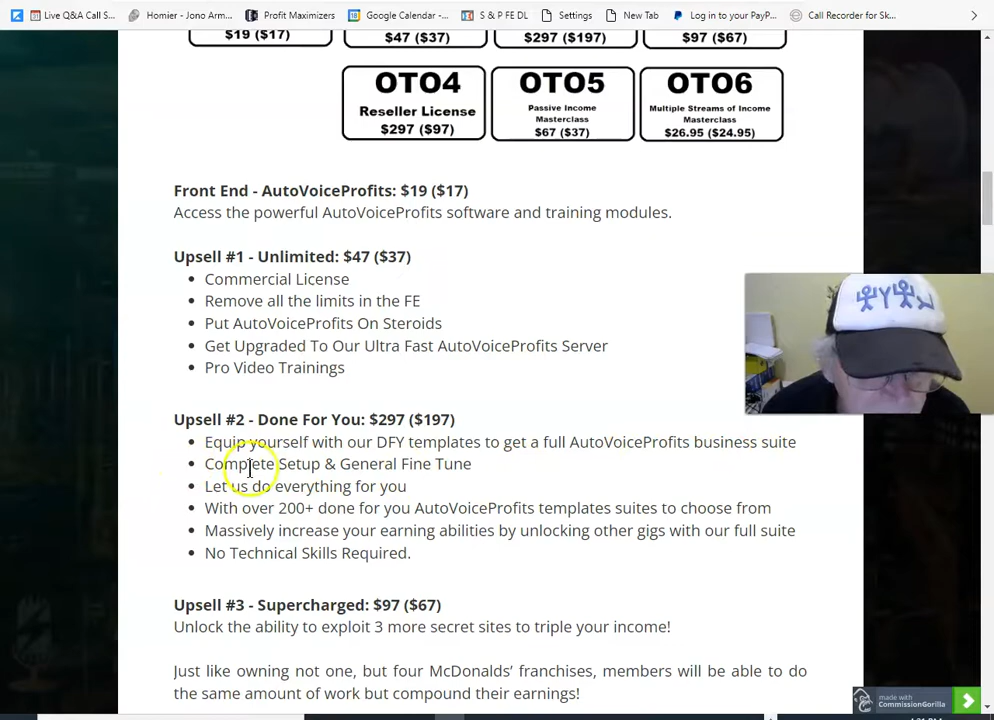 Live Q&A Call S...
Homier - Jono Arm...
Profit Maximizers
Google Calendar -...
S & P FE DL
Settings
New Tab
Log in to your PayP...
Call Recorder for Sk...
$19 ($17)
$47 ($37)
$297 ($197)
$97 ($67)
OTO4
Reseller License
$297 ($97)
OTO5
Passive Income
Masterclass
$67 ($37)
OTO6
Multiple Streams of Income
Masterclass
$26.95 ($24.95)
Front End - AutoVoiceProfits: $19 ($17)
Access the powerful AutoVoiceProfits software and training modules.
Upsell #1 - Unlimited: $47 ($37)
• Commercial License
• Remove all the limits in the FE
• Put AutoVoiceProfits On Steroids
• Get Upgraded To Our Ultra Fast AutoVoiceProfits Server
• Pro Video Trainings
Upsell #2 - Done For You: $297 ($197)
• Equip yourself with our DFY templates to get a full AutoVoiceProfits business suite
• Complete Setup & General Fine Tune
• Let us do everything for you
• With over 200+ done for you AutoVoiceProfits templates suites to choose from
• Massively increase your earning abilities by unlocking other gigs with our full suite
• No Technical Skills Required.
Upsell #3 - Supercharged: $97 ($67)
Unlock the ability to exploit 3 more secret sites to triple your income!
Just like owning not one, but four McDonalds’ franchises, members will be able to do
the same amount of work but compound their earnings!
made with
CommissionGorilla